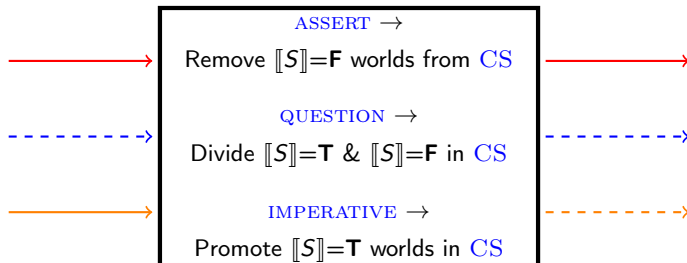 ASSERT →
Remove ⟦S⟧=F worlds from CS
QUESTION →
Divide ⟦S⟧=T & ⟦S⟧=F in CS
IMPERATIVE →
Promote ⟦S⟧=T worlds in CS